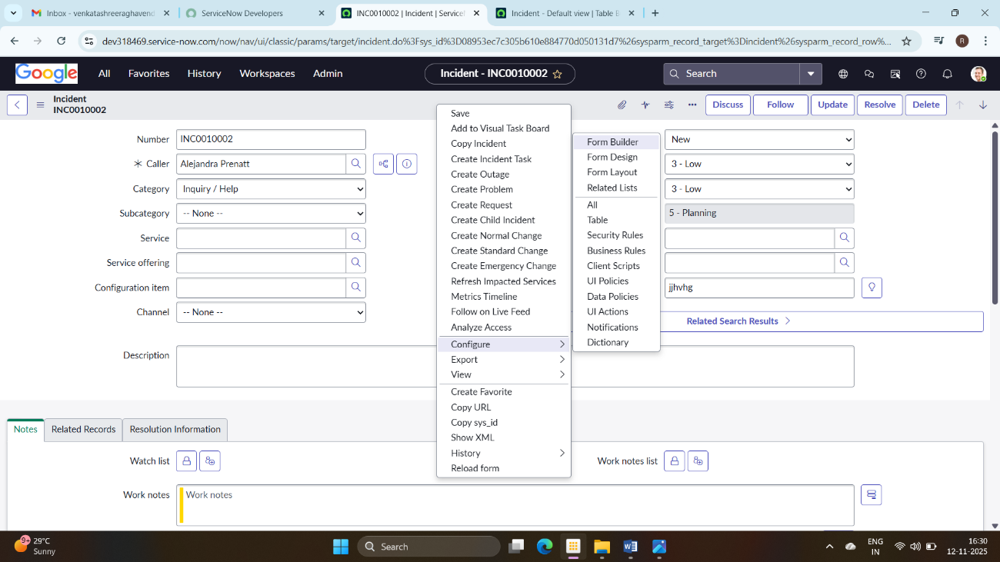 Inbox - venkatashreeraghavend
ServiceNow Developers
INC0010002 | Incident | Service
Incident - Default view | Table B
dev318469.service-now.com/now/nav/ui/classic/params/target/incident.do%3Fsys_id%3D08953ec7c305b610e884770d050131d7%26sysparm_record_target%3Dincident%26sysparm_record_row%...
R
Google
All
Favorites
History
Workspaces
Admin
Incident - INC0010002
Search
Incident
INC0010002
Discuss
Follow
Update
Resolve
Delete
Number
INC0010002
Caller
Alejandra Prenatt
Category
Inquiry / Help
Subcategory
-- None --
Service
Service offering
Configuration item
Channel
-- None --
Description
New
3 - Low
3 - Low
5 - Planning
jjhvhg
Related Search Results
Save
Add to Visual Task Board
Copy Incident
Create Incident Task
Create Outage
Create Problem
Create Request
Create Child Incident
Create Normal Change
Create Standard Change
Create Emergency Change
Refresh Impacted Services
Metrics Timeline
Follow on Live Feed
Analyze Access
Configure
Export
View
Create Favorite
Copy URL
Copy sys_id
Show XML
History
Reload form
Form Builder
Form Design
Form Layout
Related Lists
All
Table
Security Rules
Business Rules
Client Scripts
UI Policies
Data Policies
UI Actions
Notifications
Dictionary
Notes
Related Records
Resolution Information
Watch list
Work notes list
Work notes
Work notes
9+
29°C
Sunny
Search
ENG
IN
16:30
12-11-2025